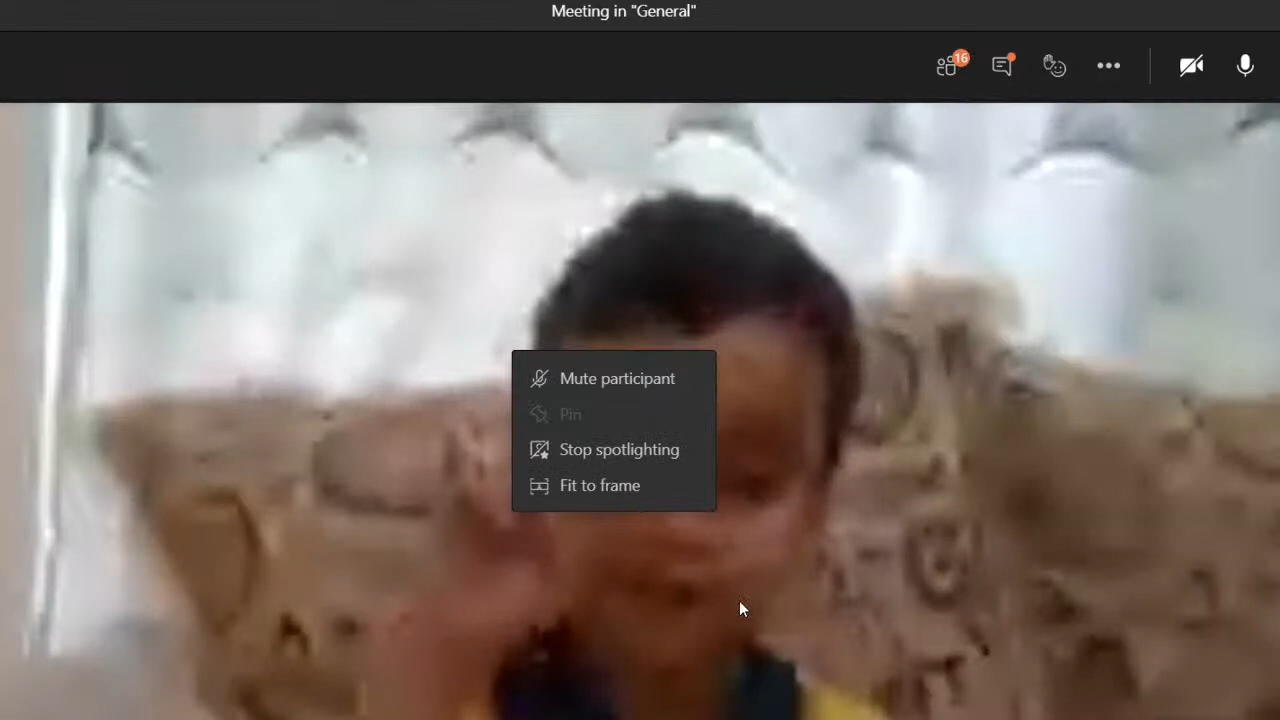 Meeting in "General"
16
Mute participant
Pin
Stop spotlighting
Fit to frame